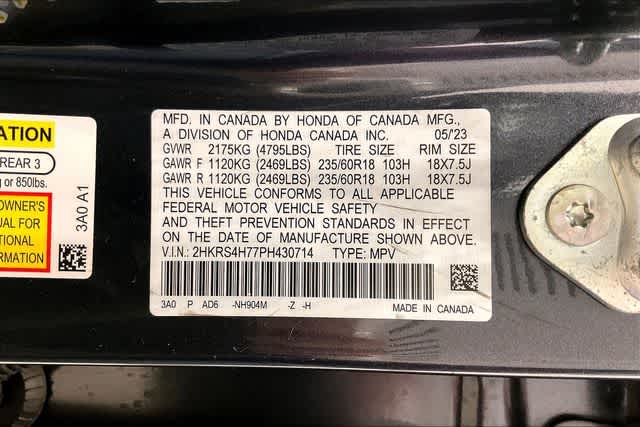 ATION
REAR 3
g or 850lbs.
OWNER'S
UAL FOR
TIONAL
RMATION
3A0 A1
MFD. IN CANADA BY HONDA OF CANADA MFG.,
A DIVISION OF HONDA CANADA INC. 05/23
GVWR 2175KG (4795LBS) TIRE SIZE RIM SIZE
GAWR F 1120KG (2469LBS) 235/60R18 103H 18X7.5J
GAWR R 1120KG (2469LBS) 235/60R18 103H 18X7.5J
THIS VEHICLE CONFORMS TO ALL APPLICABLE
FEDERAL MOTOR VEHICLE SAFETY
AND THEFT PREVENTION STANDARDS IN EFFECT
ON THE DATE OF MANUFACTURE SHOWN ABOVE.
V.I.N.: 2HKRS4H77PH430714 TYPE: MPV
3A0 P AD6 -NH904M -Z -H
MADE IN CANADA